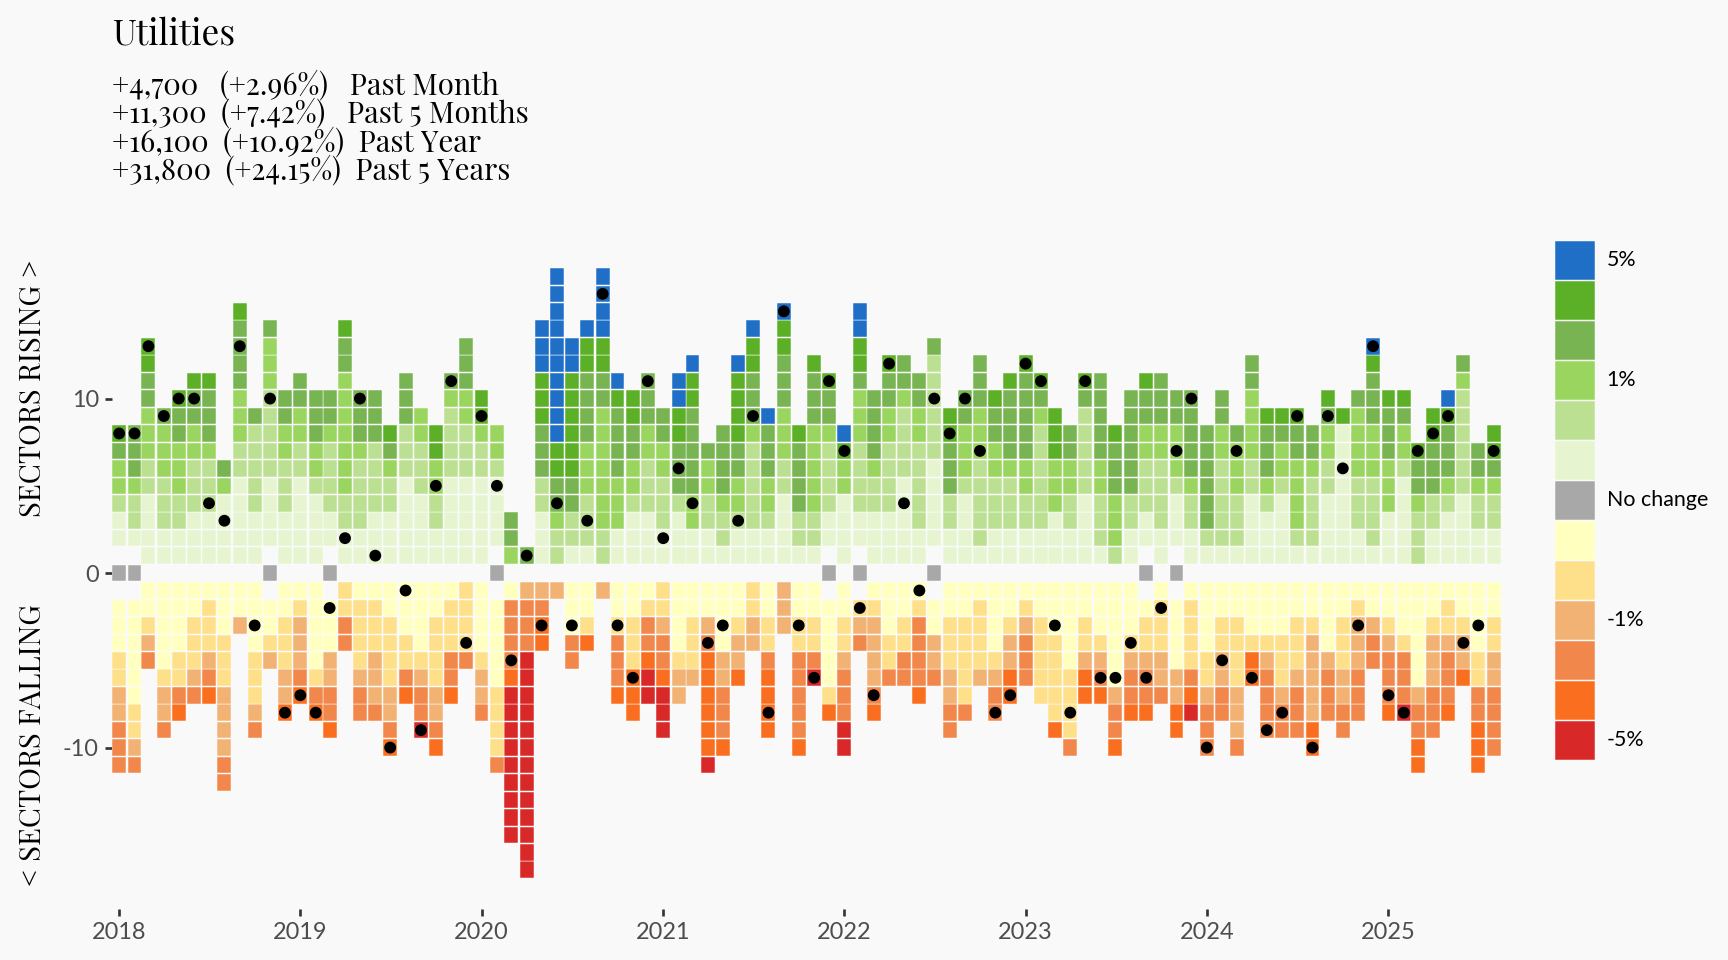 Utilities
+4,700 (+2.96%) Past Month
+11,300 (+7.42%) Past 5 Months
+16,100 (+10.92%) Past Year
+31,800 (+24.15%) Past 5 Years
SECTORS RISING >
< SECTORS FALLING
10
0
-10
2018 2019 2020 2021 2022 2023 2024 2025
5%
1%
No change
-1%
-5%